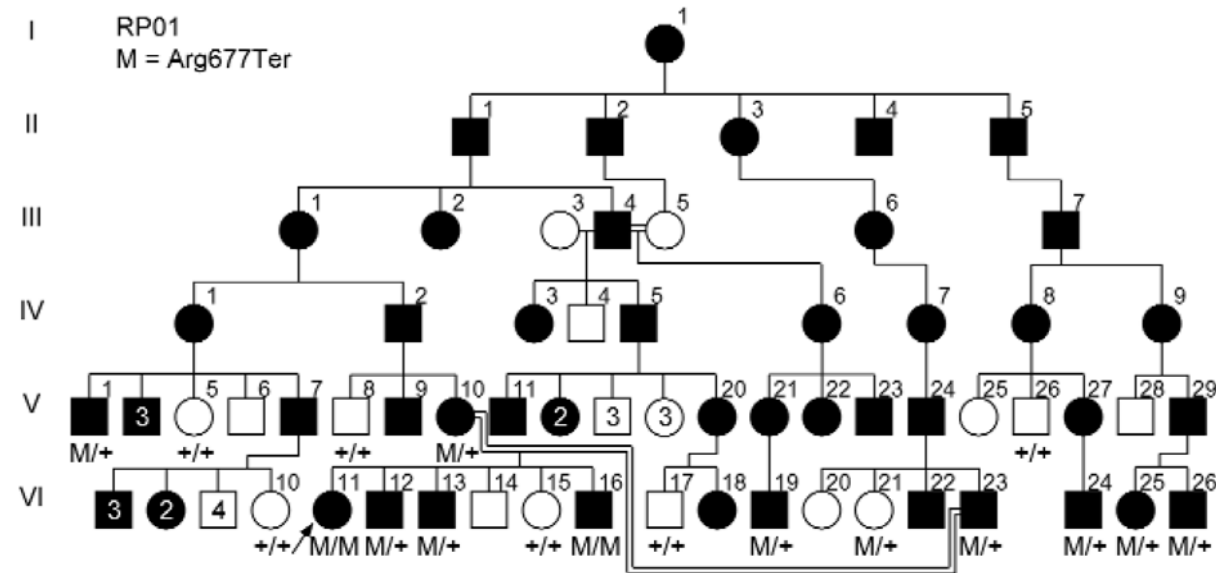 I RP01 1
M = Arg677Ter
II 1 2 3 4 5
III 1 2 3 4 5 6 7
IV 1 2 3 4 5 6 7 8 9
V 1 3 5 6 7 8 9 10 11 2 3 3 20 21 22 23 24 25 26 27 28 29
M/+ +/+ +/+ M/+ +/+
VI 3 2 4 10 11 12 13 14 15 16 17 18 19 20 21 22 23 24 25 26
+/+ M/M M/+ M/+ +/+ M/M +/+ M/+ M/+ M/+ M/+ M/+ M/+